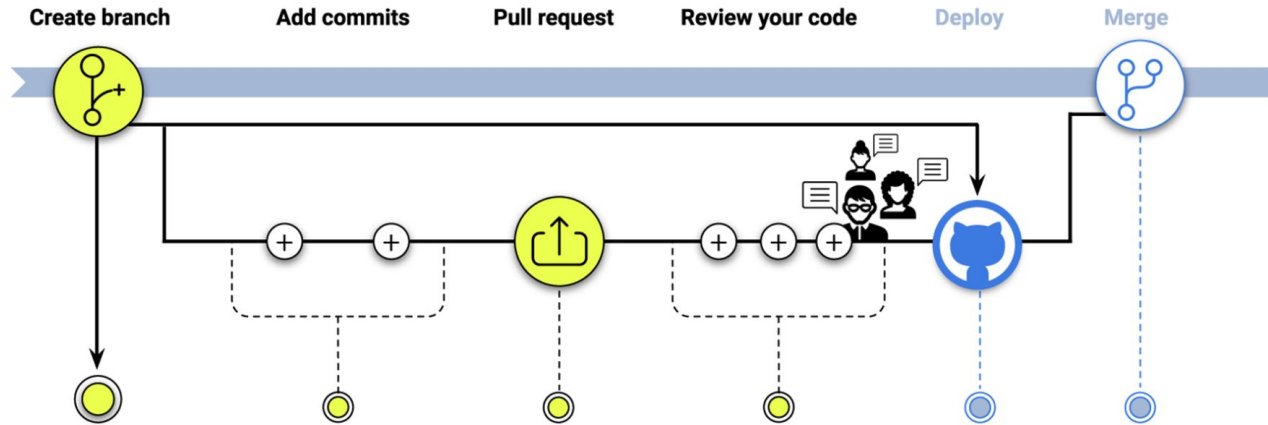 Create branch
Add commits
Pull request
Review your code
Deploy
Merge